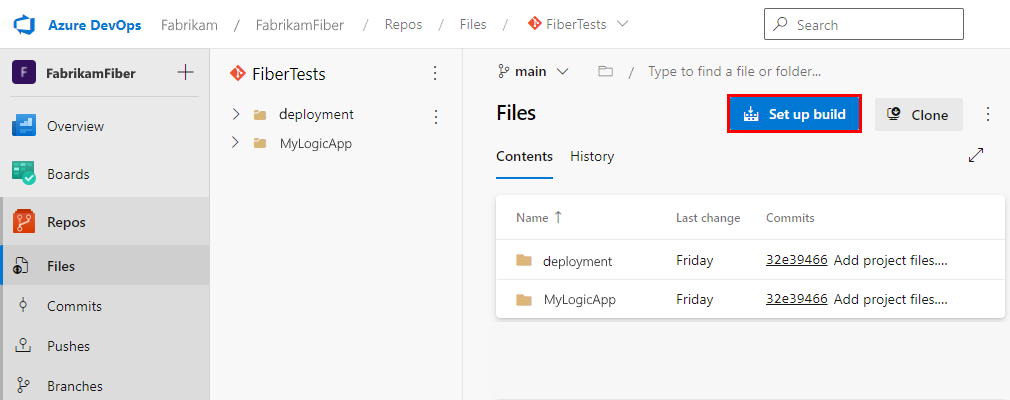 Azure DevOps Fabrikam / FabrikamFiber / Repos / Files / FiberTests Search
F FabrikamFiber
Overview
Boards
Repos
Files
Commits
Pushes
Branches
FiberTests
deployment
MyLogicApp
main / Type to find a file or folder...
Files Set up build Clone
Contents History
Name Last change Commits
deployment Friday 32e39466 Add project files....
MyLogicApp Friday 32e39466 Add project files....